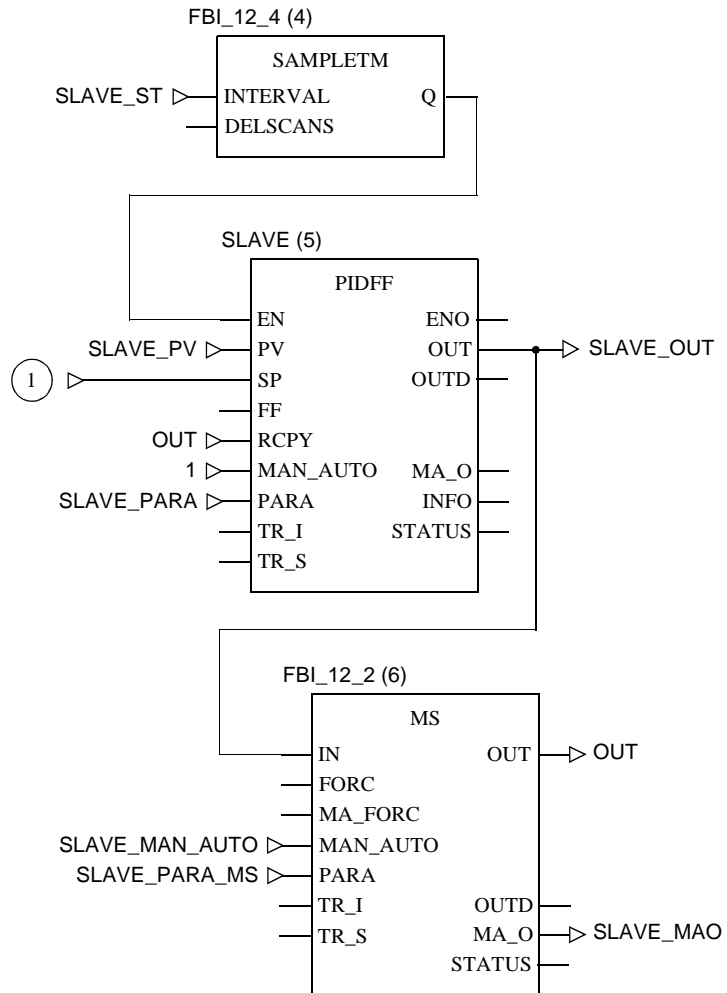 FBI_12_4 (4)
SAMPLETM
SLAVE_ST INTERVAL Q
DELSCANS
SLAVE (5)
PIDFF
EN ENO
SLAVE_PV PV OUT SLAVE_OUT
1 SP OUTD
FF
OUT RCPY
1 MAN_AUTO MA_O
SLAVE_PARA PARA INFO
TR_I STATUS
TR_S
FBI_12_2 (6)
MS
IN OUT OUT
FORC
MA_FORC
SLAVE_MAN_AUTO MAN_AUTO
SLAVE_PARA_MS PARA
TR_I OUTD
TR_S MA_O SLAVE_MAO
STATUS